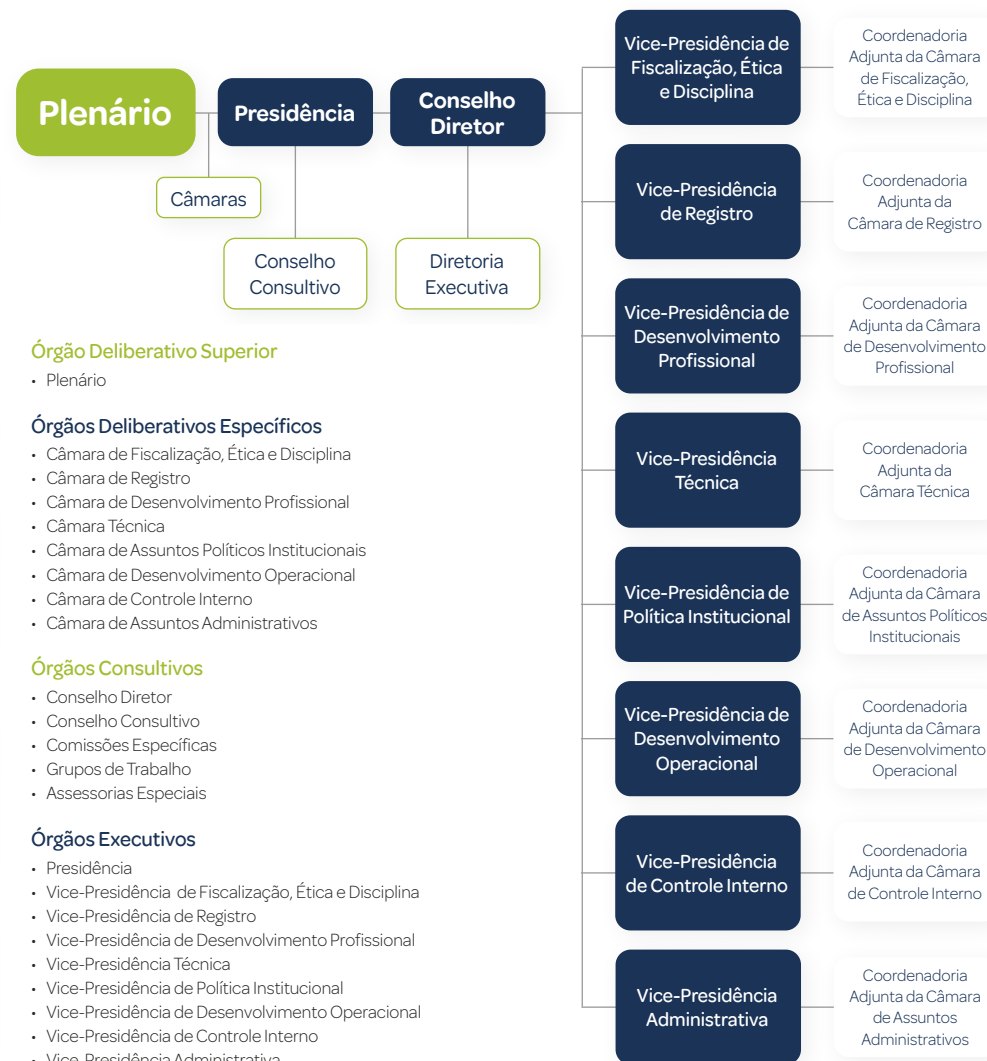 Plenário
Presidência
Conselho
Diretor
Câmaras
Conselho
Consultivo
Diretoria
Executiva
Órgão Deliberativo Superior
• Plenário
Órgãos Deliberativos Específicos
• Câmara de Fiscalização, Ética e Disciplina
• Câmara de Registro
• Câmara de Desenvolvimento Profissional
• Câmara Técnica
• Câmara de Assuntos Políticos Institucionais
• Câmara de Desenvolvimento Operacional
• Câmara de Controle Interno
• Câmara de Assuntos Administrativos
Órgãos Consultivos
• Conselho Diretor
• Conselho Consultivo
• Comissões Específicas
• Grupos de Trabalho
• Assessorias Especiais
Órgãos Executivos
• Presidência
• Vice-Presidência de Fiscalização, Ética e Disciplina
• Vice-Presidência de Registro
• Vice-Presidência de Desenvolvimento Profissional
• Vice-Presidência Técnica
• Vice-Presidência de Política Institucional
• Vice-Presidência de Desenvolvimento Operacional
• Vice-Presidência de Controle Interno
• Vice-Presidência Administrativa
Vice-Presidência de
Fiscalização, Ética
e Disciplina
Coordenadoria
Adjunta da Câmara
de Fiscalização,
Ética e Disciplina
Vice-Presidência
de Registro
Coordenadoria
Adjunta da
Câmara de Registro
Vice-Presidência de
Desenvolvimento
Profissional
Coordenadoria
Adjunta da Câmara
de Desenvolvimento
Profissional
Vice-Presidência
Técnica
Coordenadoria
Adjunta da
Câmara Técnica
Vice-Presidência de
Política Institucional
Coordenadoria
Adjunta da Câmara
de Assuntos Políticos
Institucionais
Vice-Presidência de
Desenvolvimento
Operacional
Coordenadoria
Adjunta da Câmara
de Desenvolvimento
Operacional
Vice-Presidência
de Controle Interno
Coordenadoria
Adjunta da Câmara
de Controle Interno
Vice-Presidência
Administrativa
Coordenadoria
Adjunta da Câmara
de Assuntos
Administrativos